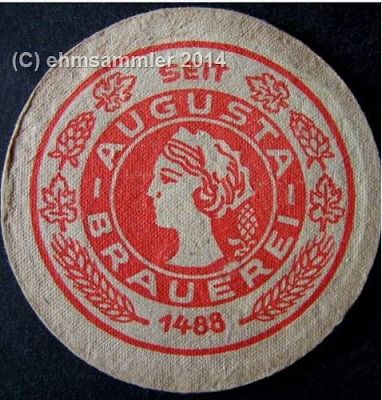 (C) ehmsammler 2014
SEIT
- AUGUSTA -
BRAUEREI
1488